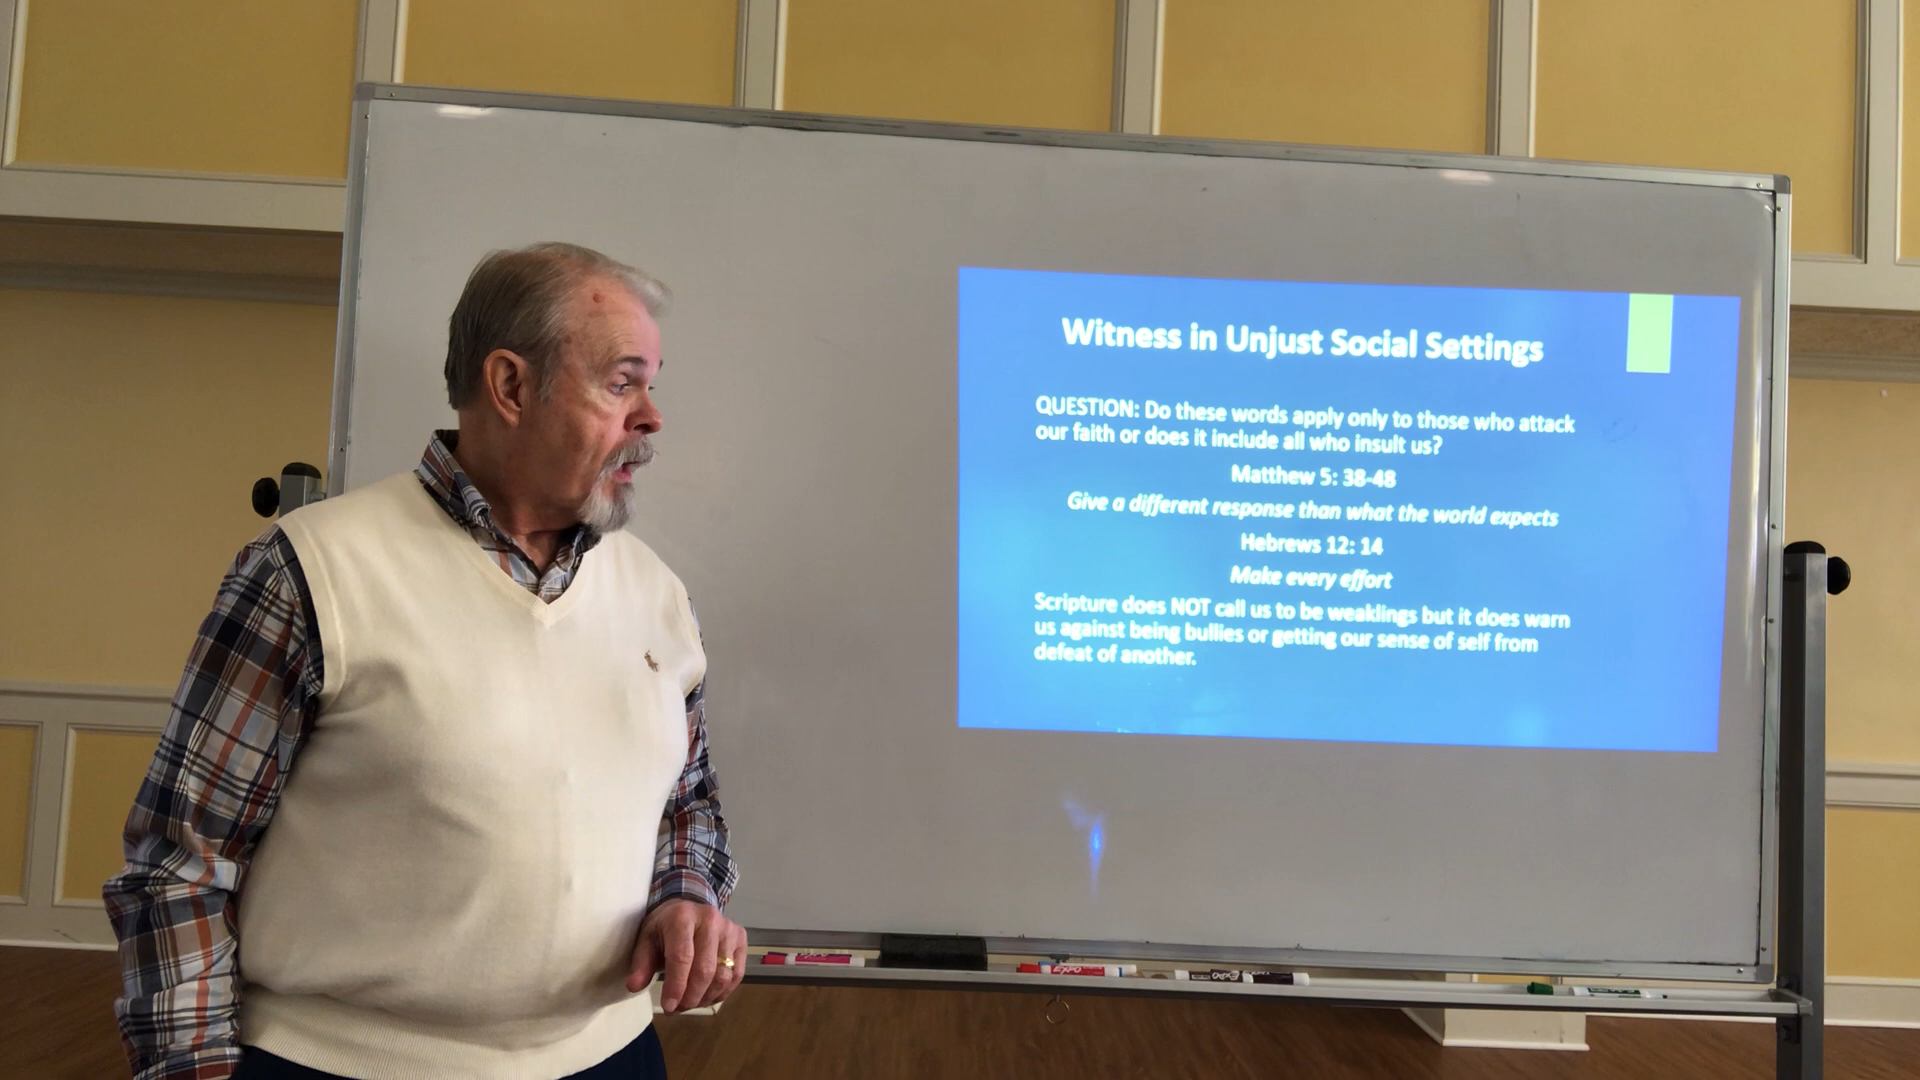 Witness in Unjust Social Settings
QUESTION: Do these words apply only to those who attack
our faith or does it include all who insult us?
Matthew 5: 38-48
Give a different response than what the world expects
Hebrews 12: 14
Make every effort
Scripture does NOT call us to be weaklings but it does warn
us against being bullies or getting our sense of self from
defeat of another.
EXPO
EXPO